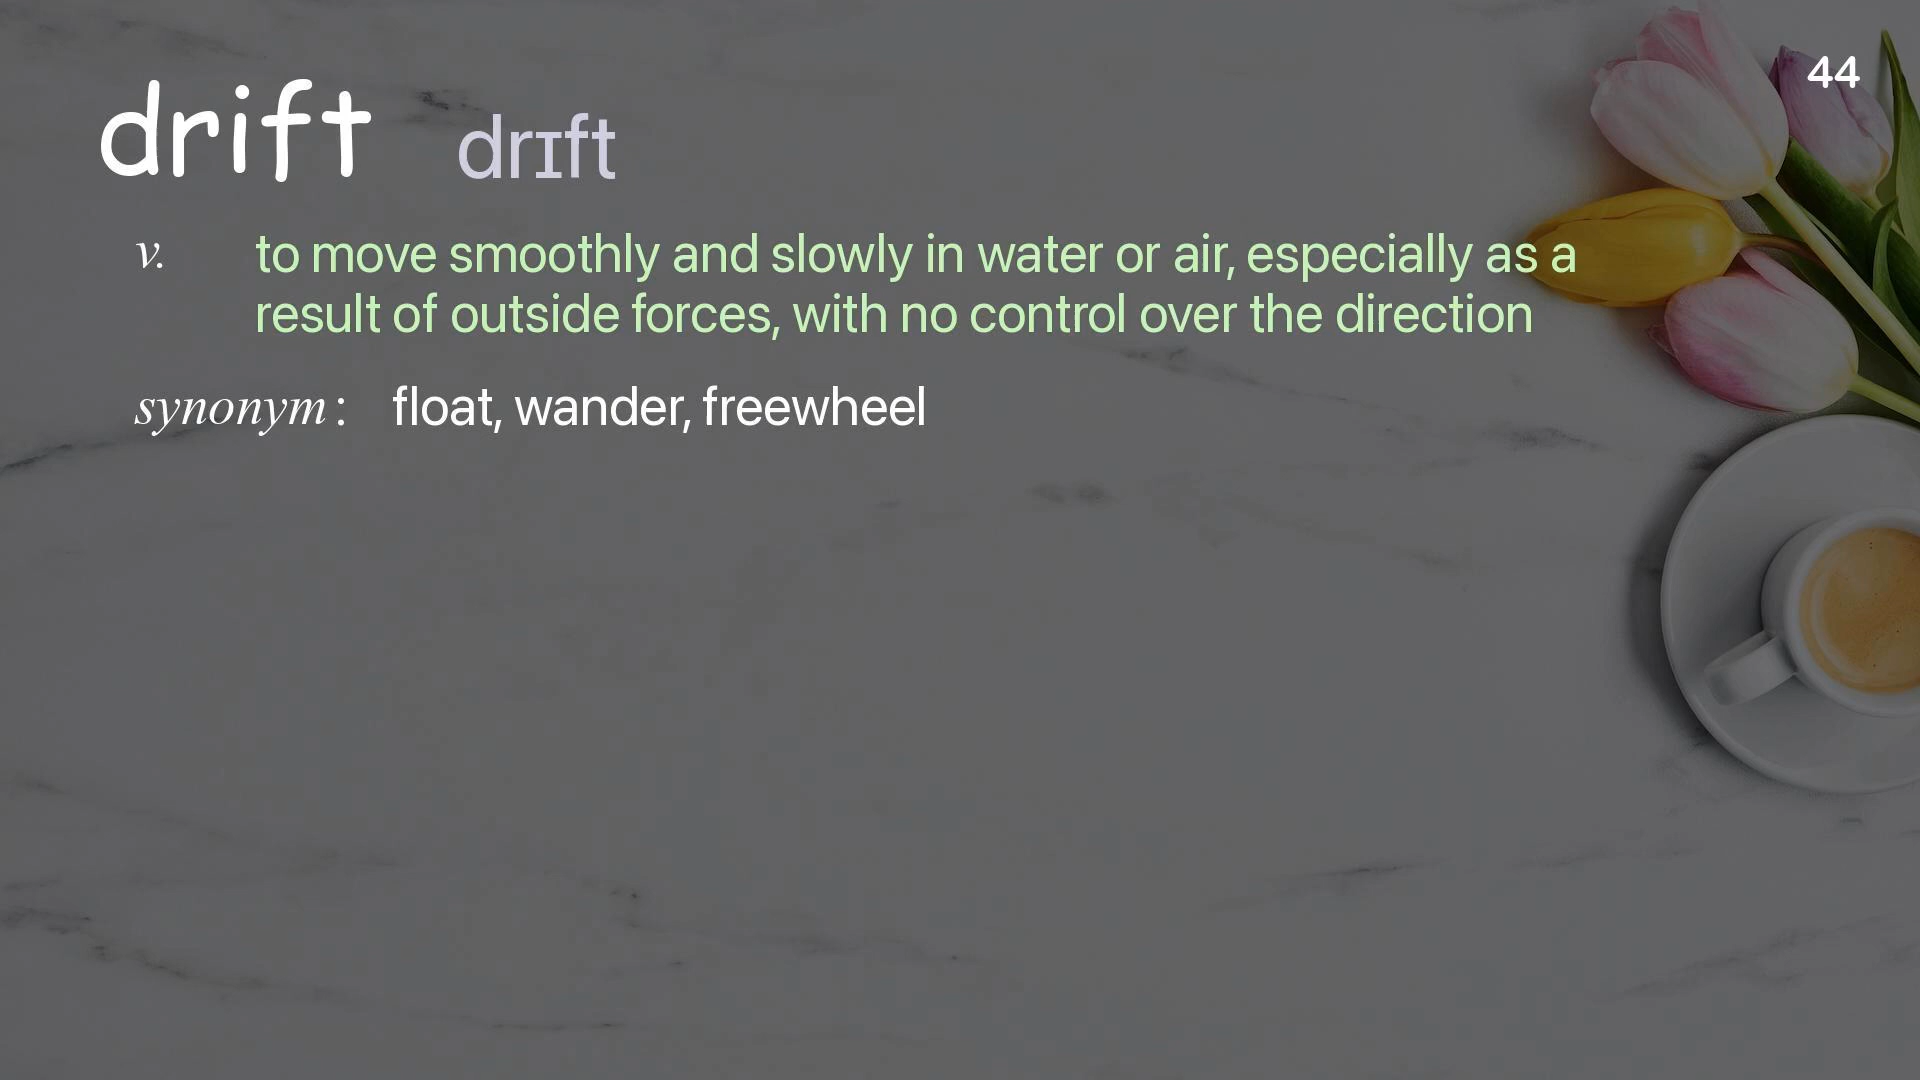 44
drift drɪft
v. to move smoothly and slowly in water or air, especially as a
result of outside forces, with no control over the direction
synonym : float, wander, freewheel